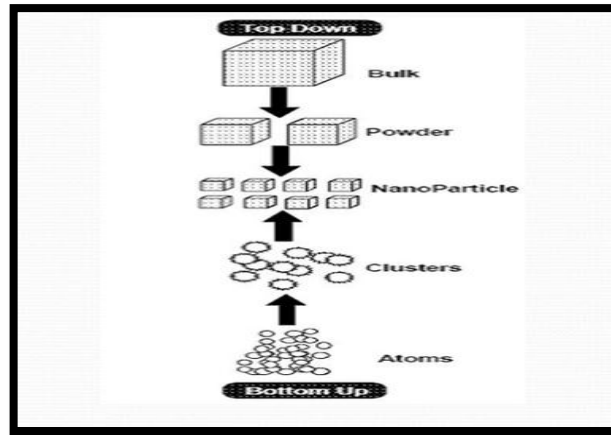 Top Down
Bulk
Powder
NanoParticle
Clusters
Atoms
Bottom Up